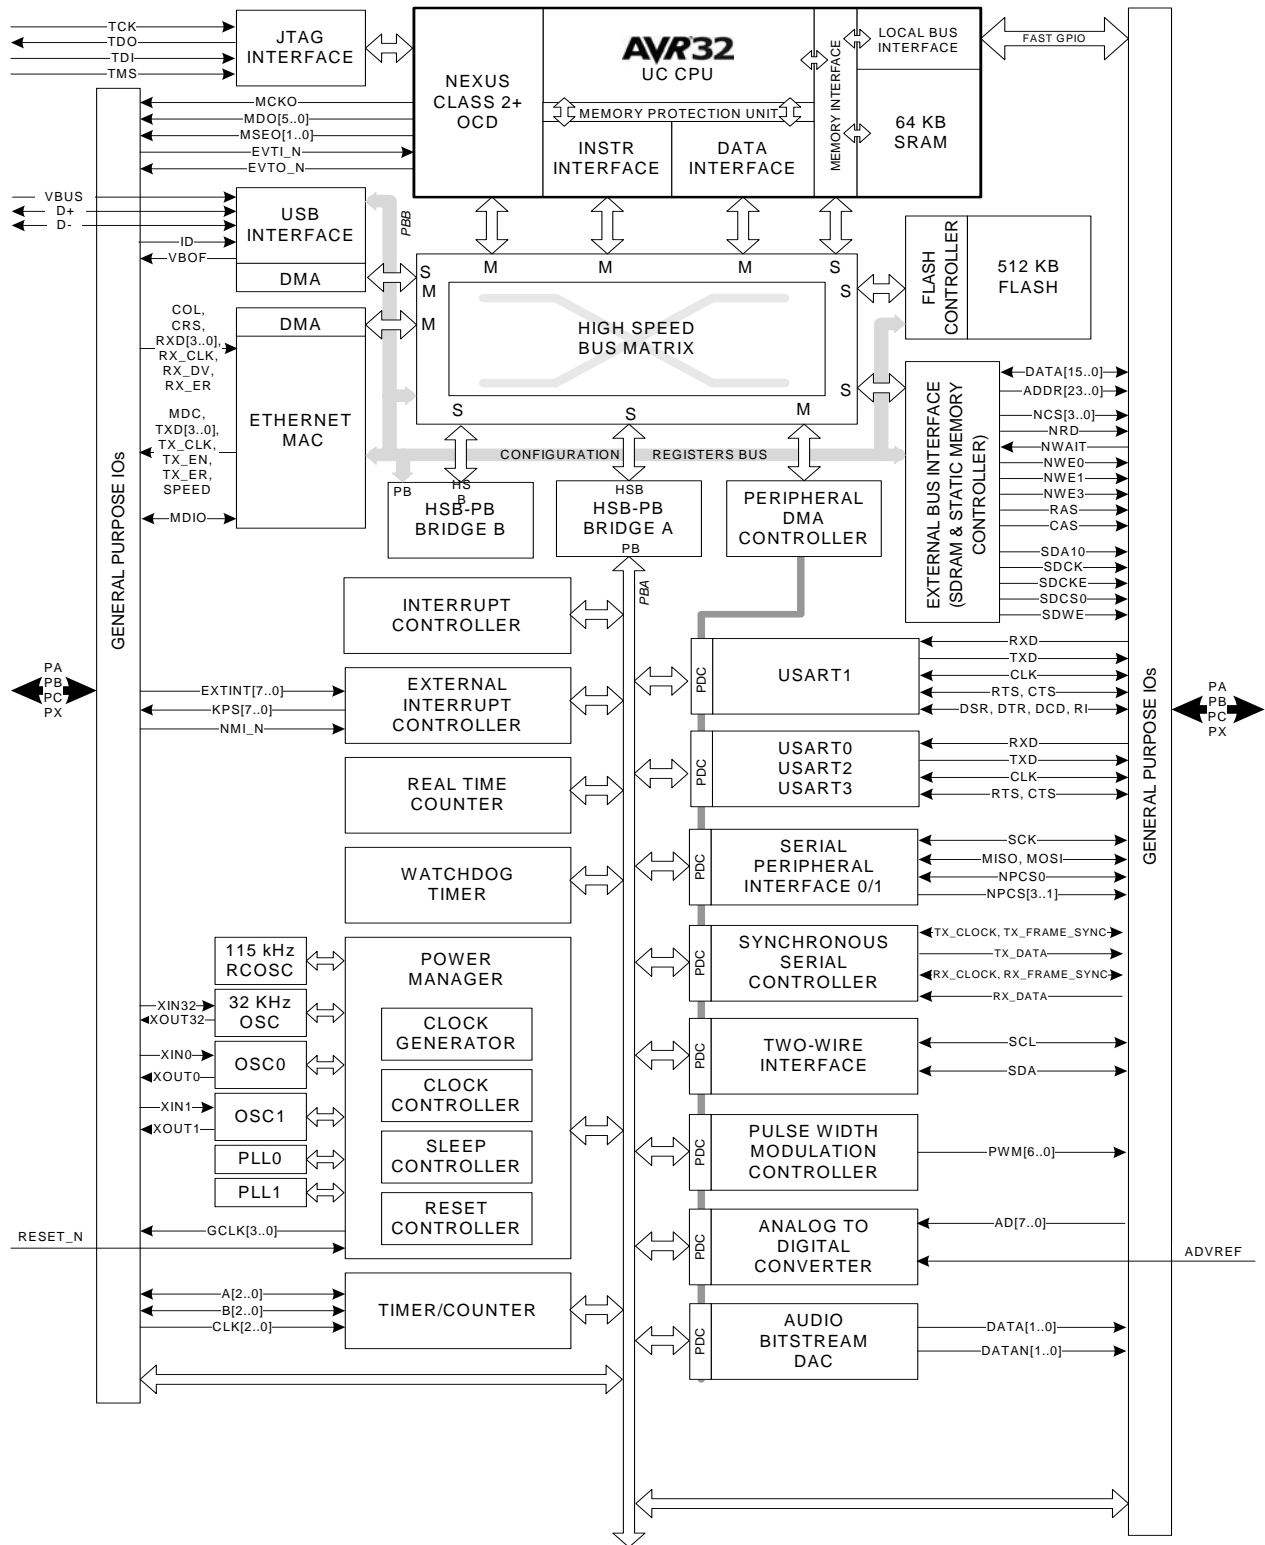 TCK
TDO
TDI
TMS
JTAG
INTERFACE
MCKO
MDO[5..0]
MSEO[1..0]
EVTI_N
EVTO_N
NEXUS
CLASS 2+
OCD
AVR32
UC CPU
MEMORY PROTECTION UNIT
INSTR
INTERFACE
DATA
INTERFACE
MEMORY INTERFACE
LOCAL BUS
INTERFACE
64 KB
SRAM
FAST GPIO
VBUS
D+
D-
ID
VBOF
USB
INTERFACE
DMA
PBB
S
M
M
M
M
M
S
S
S
S
S
M
HIGH SPEED
BUS MATRIX
FLASH
CONTROLLER
512 KB
FLASH
COL,
CRS,
RXD[3..0],
RX_CLK,
RX_DV,
RX_ER
MDC,
TXD[3..0],
TX_CLK,
TX_EN,
TX_ER,
SPEED
MDIO
DMA
ETHERNET
MAC
CONFIGURATION REGISTERS BUS
PB
HS
B
HSB-PB
BRIDGE B
HSB
HSB-PB
BRIDGE A
PB
PBA
PERIPHERAL
DMA
CONTROLLER
EXTERNAL BUS INTERFACE
(SDRAM & STATIC MEMORY
CONTROLLER)
DATA[15..0]
ADDR[23..0]
NCS[3..0]
NRD
NWAIT
NWE0
NWE1
NWE3
RAS
CAS
SDA10
SDCK
SDCKE
SDCS0
SDWE
GENERAL PURPOSE IOs
PA
PB
PC
PX
INTERRUPT
CONTROLLER
EXTINT[7..0]
KPS[7..0]
NMI_N
EXTERNAL
INTERRUPT
CONTROLLER
REAL TIME
COUNTER
WATCHDOG
TIMER
115 kHz
RCOSC
XIN32
XOUT32
32 KHz
OSC
XIN0
XOUT0
OSC0
XIN1
XOUT1
OSC1
PLL0
PLL1
GCLK[3..0]
RESET_N
POWER
MANAGER
CLOCK
GENERATOR
CLOCK
CONTROLLER
SLEEP
CONTROLLER
RESET
CONTROLLER
A[2..0]
B[2..0]
CLK[2..0]
TIMER/COUNTER
PDC
USART1
RXD
TXD
CLK
RTS, CTS
DSR, DTR, DCD, RI
PDC
USART0
USART2
USART3
RXD
TXD
CLK
RTS, CTS
PDC
SERIAL
PERIPHERAL
INTERFACE 0/1
SCK
MISO, MOSI
NPCS0
NPCS[3..1]
PDC
SYNCHRONOUS
SERIAL
CONTROLLER
TX_CLOCK, TX_FRAME_SYNC
TX_DATA
RX_CLOCK, RX_FRAME_SYNC
RX_DATA
PDC
TWO-WIRE
INTERFACE
SCL
SDA
PDC
PULSE WIDTH
MODULATION
CONTROLLER
PWM[6..0]
PDC
ANALOG TO
DIGITAL
CONVERTER
AD[7..0]
ADVREF
PDC
AUDIO
BITSTREAM
DAC
DATA[1..0]
DATAN[1..0]
GENERAL PURPOSE IOs
PA
PB
PC
PX